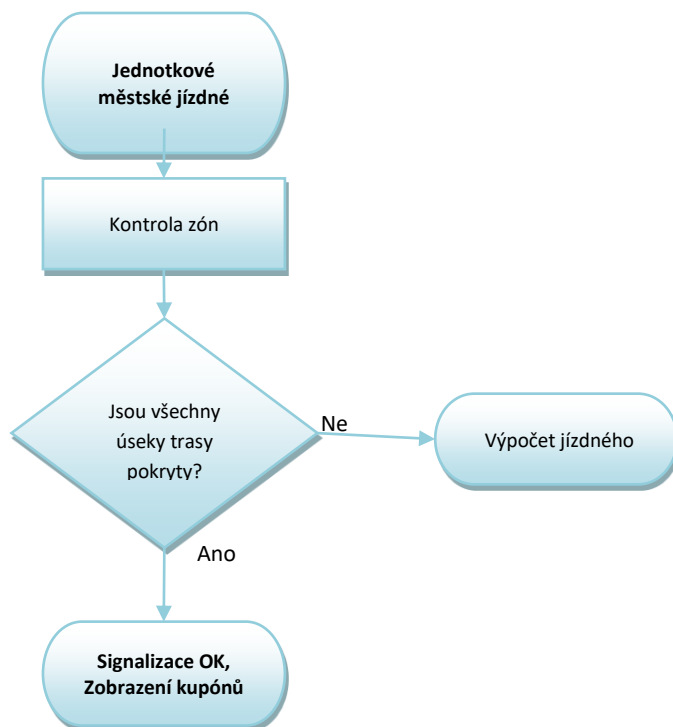 Jednotkové
městské jízdné
Kontrola zón
Jsou všechny
úseky trasy
pokryty?
Ne
Výpočet jízdného
Ano
Signalizace OK,
Zobrazení kupónů